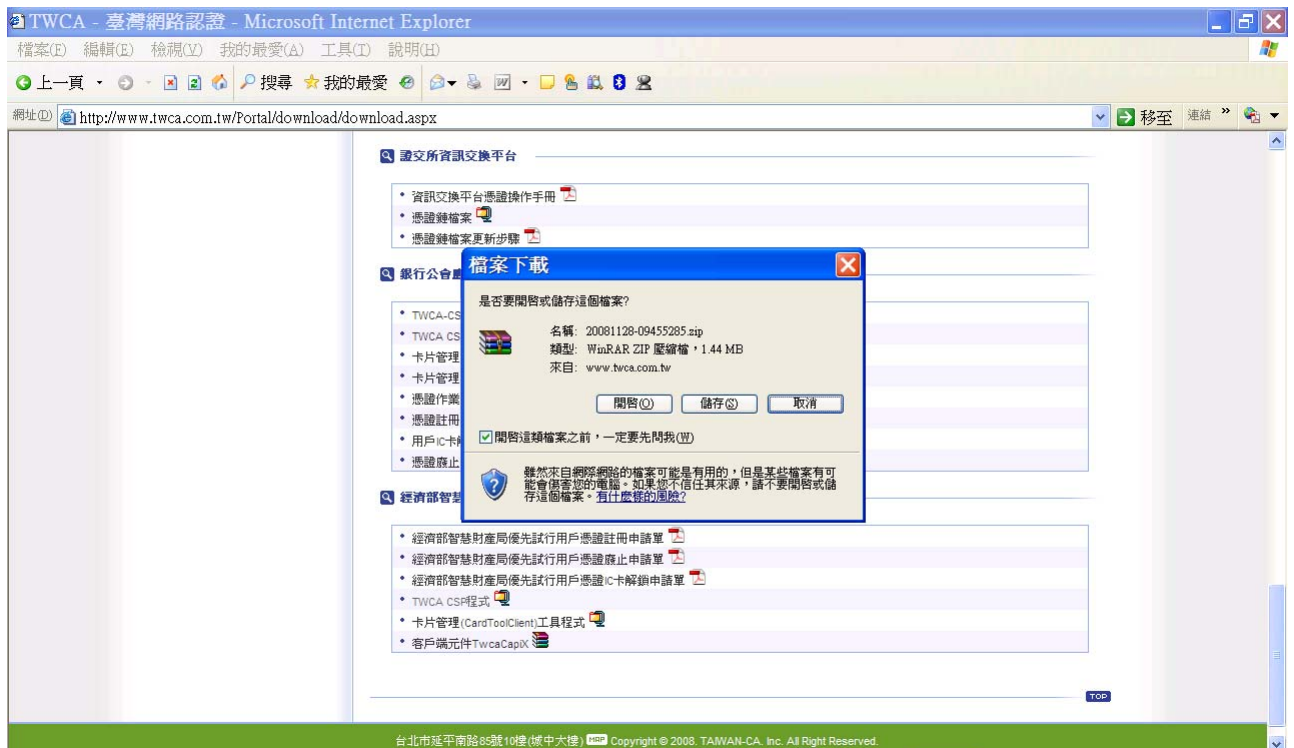 TWCA - 臺灣網路認證 - Microsoft Internet Explorer
檔案(F) 編輯(E) 檢視(V) 我的最愛(A) 工具(T) 說明(H)
上一頁 搜尋 我的最愛
網址(D) http://www.twca.com.tw/Portal/download/download.aspx 移至 連結 »
證交所資訊交換平台
• 資訊交換平台憑證操作手冊
• 憑證鏈檔案
• 憑證鏈檔案更新步驟
銀行公會
• TWCA-CS
• TWCA CS
• 卡片管理
• 卡片管理
• 憑證作業
• 憑證註冊
• 用戶IC卡
• 憑證廢止
檔案下載
是否要開啟或儲存這個檔案?
名稱: 20081128-09455285.zip
類型: WinRAR ZIP 壓縮檔,1.44 MB
來自: www.twca.com.tw
開啟(O) 儲存(S) 取消
開啟這類檔案之前,一定要先問我(W)
雖然來自網際網路的檔案可能是有用的,但是某些檔案有可
能會傷害您的電腦。如果您不信任其來源,請不要開啟或儲
存這個檔案。有什麼樣的風險?
經濟部智慧
• 經濟部智慧財產局優先試行用戶憑證註冊申請單
• 經濟部智慧財產局優先試行用戶憑證廢止申請單
• 經濟部智慧財產局優先試行用戶憑證IC卡解鎖申請單
• TWCA CSP程式
• 卡片管理(CardToolClient)工具程式
• 客戶端元件TwcaCapiX
TOP
台北市延平南路85號10樓(城中大樓) MAP Copyright © 2008. TAIWAN-CA. Inc. All Right Reserved.